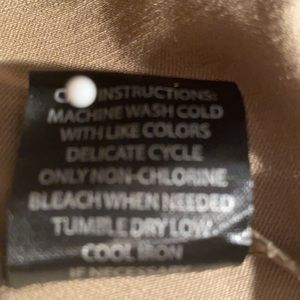 INSTRUCTIONS:
MACHINE WASH COLD
WITH LIKE COLORS
DELICATE CYCLE
ONLY NON-CHLORINE
BLEACH WHEN NEEDED
TUMBLE DRY LOW
COOL IRON
IF NECESSARY